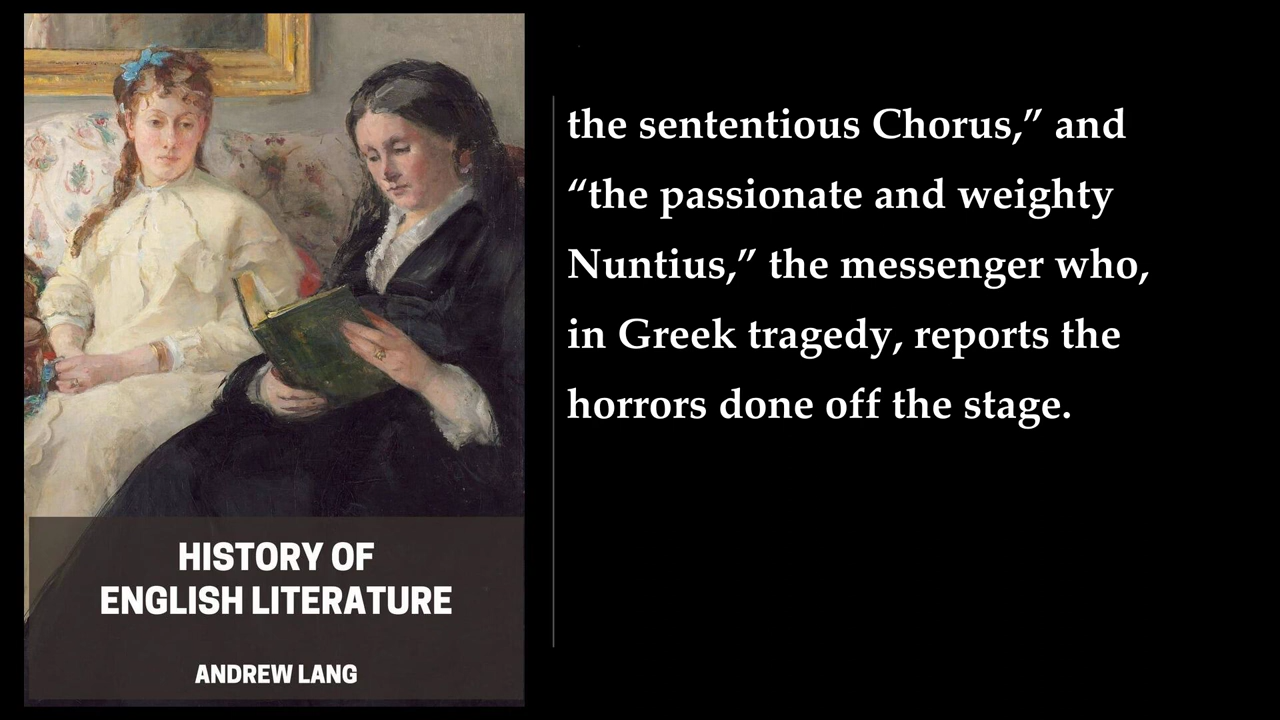 HISTORY OF
ENGLISH LITERATURE
ANDREW LANG
the sententious Chorus,” and
“the passionate and weighty
Nuntius,” the messenger who,
in Greek tragedy, reports the
horrors done off the stage.